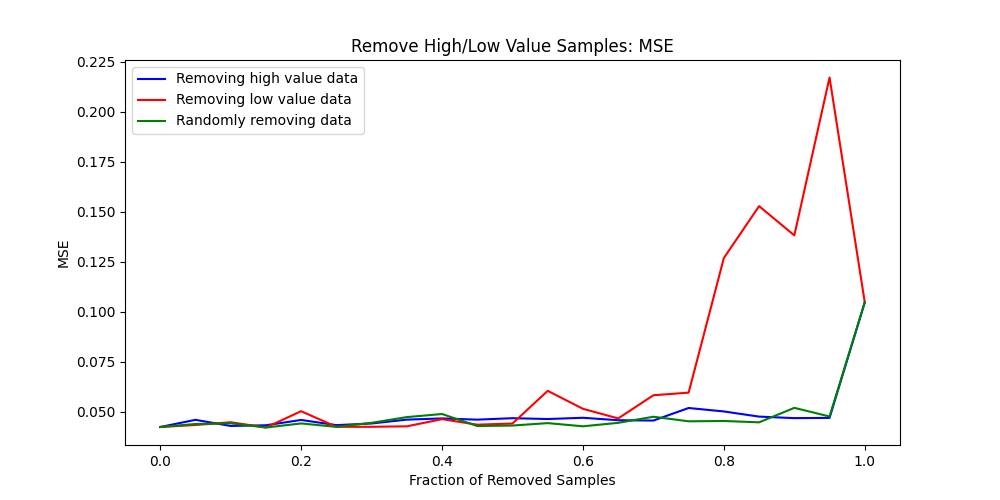 Remove High/Low Value Samples: MSE
Removing high value data
Removing low value data
Randomly removing data
MSE
0.225
0.200
0.175
0.150
0.125
0.100
0.075
0.050
0.0 0.2 0.4 0.6 0.8 1.0
Fraction of Removed Samples